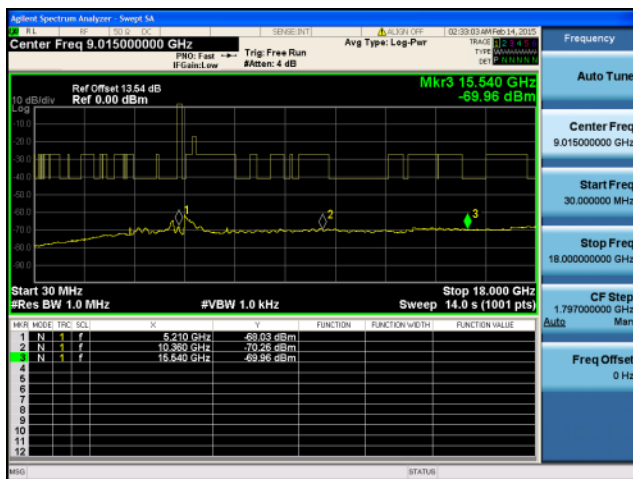 Agilent Spectrum Analyzer - Swept SA
RL RF 50 Ω DC SENSE:INT ALIGN OFF 02:33:03 AM Feb 14, 2015
Center Freq 9.015000000 GHz Avg Type: Log-Pwr TRACE 1 2 3 4 5 6
PNO: Fast Trig: Free Run TYPE
IFGain:Low #Atten: 4 dB DET P N N N N N
Mkr3 15.540 GHz
Ref Offset 13.54 dB
10 dB/div Ref 0.00 dBm -69.96 dBm
Log
-10.0
-20.0
-30.0
-40.0
-50.0
-60.0
1 2 3
-70.0
-80.0
-90.0
Start 30 MHz Stop 18.000 GHz
#Res BW 1.0 MHz #VBW 1.0 kHz Sweep 14.0 s (1001 pts)
MKR MODE TRC SCL X Y FUNCTION FUNCTION WIDTH FUNCTION VALUE
1 N 1 f 5.210 GHz -68.03 dBm
2 N 1 f 10.360 GHz -70.26 dBm
3 N 1 f 15.540 GHz -69.96 dBm
4
5
6
7
8
9
10
11
12
MSG STATUS
Frequency
Auto Tune
Center Freq
9.015000000 GHz
Start Freq
30.000000 MHz
Stop Freq
18.000000000 GHz
CF Step
1.797000000 GHz
Auto Man
Freq Offset
0 Hz